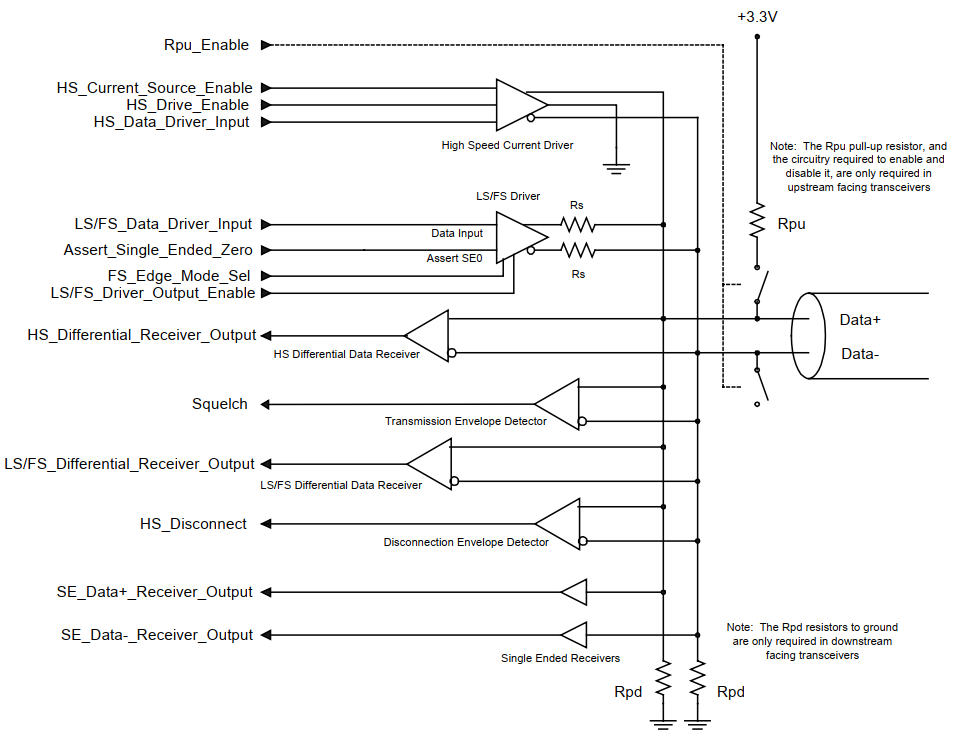 +3.3V
Rpu_Enable
HS_Current_Source_Enable
HS_Drive_Enable
HS_Data_Driver_Input
High Speed Current Driver
Note: The Rpu pull-up resistor, and
the circuitry required to enable and
disable it, are only required in
upstream facing transceivers
LS/FS Driver
Rs
LS/FS_Data_Driver_Input
Data Input
Rpu
Assert_Single_Ended_Zero
Assert SE0
FS_Edge_Mode_Sel
Rs
LS/FS_Driver_Output_Enable
Data+
HS_Differential_Receiver_Output
HS Differential Data Receiver
Data-
Squelch
Transmission Envelope Detector
LS/FS_Differential_Receiver_Output
LS/FS Differential Data Receiver
HS_Disconnect
Disconnection Envelope Detector
SE_Data+_Receiver_Output
SE_Data-_Receiver_Output
Single Ended Receivers
Note: The Rpd resistors to ground
are only required in downstream
facing transceivers
Rpd
Rpd